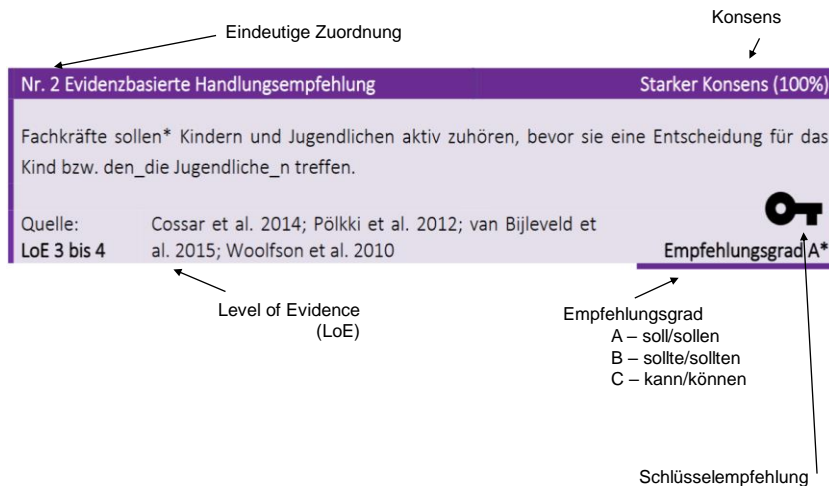 Konsens
Eindeutige Zuordnung
Nr. 2 Evidenzbasierte Handlungsempfehlung Starker Konsens (100%)
Fachkräfte sollen* Kindern und Jugendlichen aktiv zuhören, bevor sie eine Entscheidung für das
Kind bzw. den_die Jugendliche_n treffen.
Quelle: Cossar et al. 2014; Pölkki et al. 2012; van Bijleveld et
LoE 3 bis 4 al. 2015; Woolfson et al. 2010 Empfehlungsgrad A*
Level of Evidence
(LoE)
Empfehlungsgrad
A – soll/sollen
B – sollte/sollten
C – kann/können
Schlüsselempfehlung